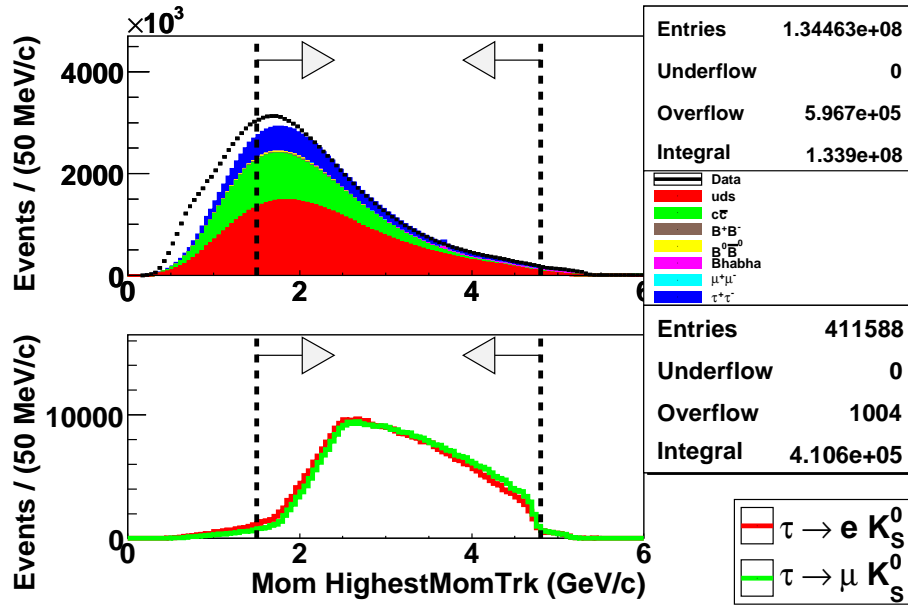 ×10³
Events / (50 MeV/c)
4000
2000
0
0 2 4 6
Entries 1.34463e+08
Underflow 0
Overflow 5.967e+05
Integral 1.339e+08
Data
uds
cc̅
B⁺B⁻
B⁰B̅⁰
Bhabha
μ⁺μ⁻
τ⁺τ⁻
Events / (50 MeV/c)
10000
0
0 2 4 6
Mom HighestMomTrk (GeV/c)
Entries 411588
Underflow 0
Overflow 1004
Integral 4.106e+05
τ → e K⁰_S
τ → μ K⁰_S